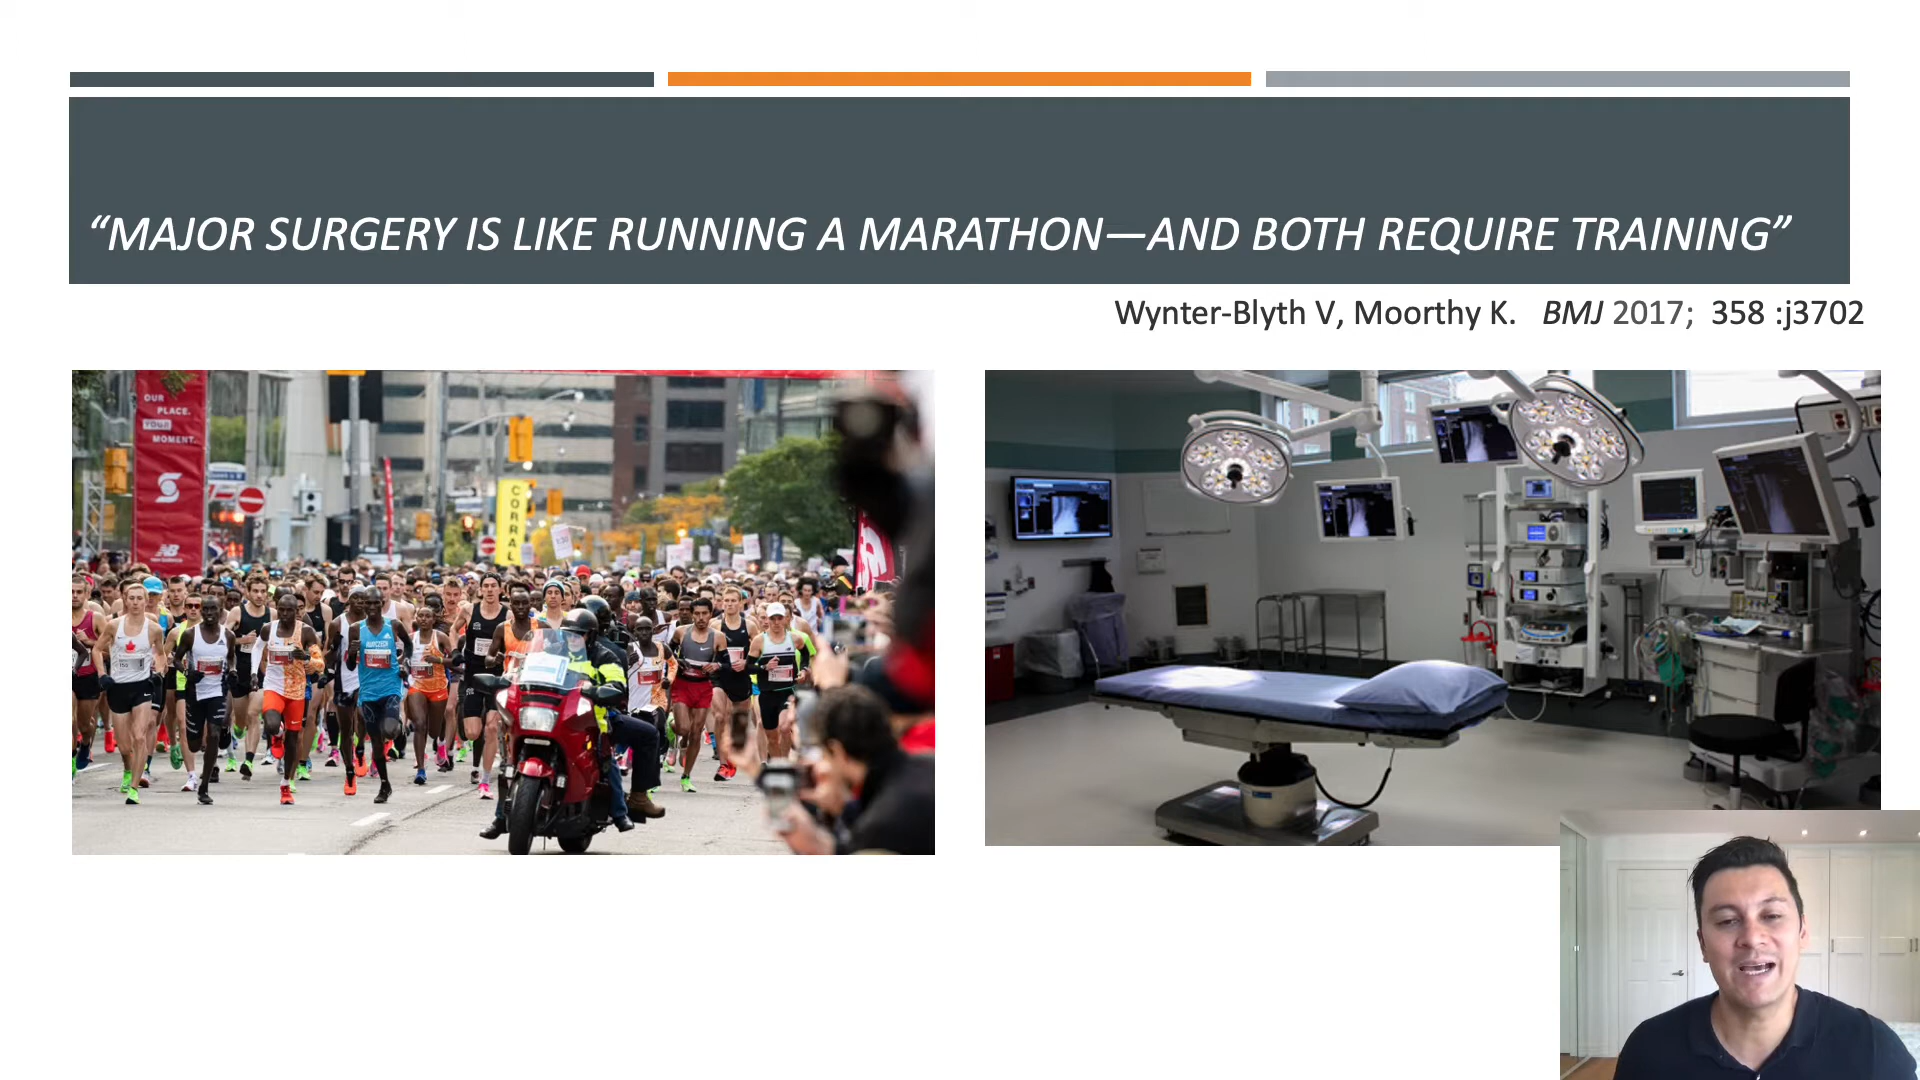 “MAJOR SURGERY IS LIKE RUNNING A MARATHON—AND BOTH REQUIRE TRAINING”
Wynter-Blyth V, Moorthy K. BMJ 2017; 358 :j3702
OUR
PLACE.
YOUR
MOMENT.
CORRAL